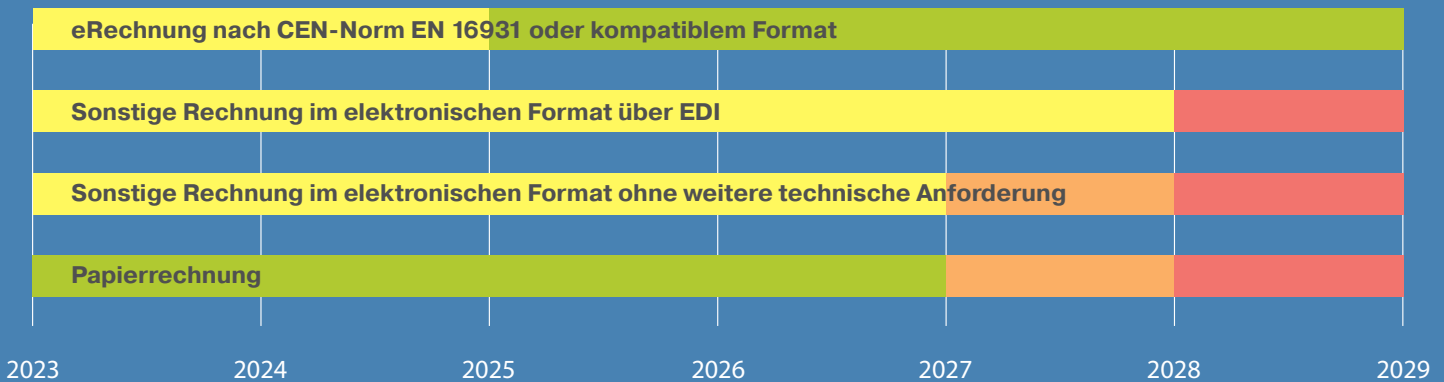 eRechnung nach CEN-Norm EN 16931 oder kompatiblem Format
Sonstige Rechnung im elektronischen Format über EDI
Sonstige Rechnung im elektronischen Format ohne weitere technische Anforderung
Papierrechnung
2023 2024 2025 2026 2027 2028 2029